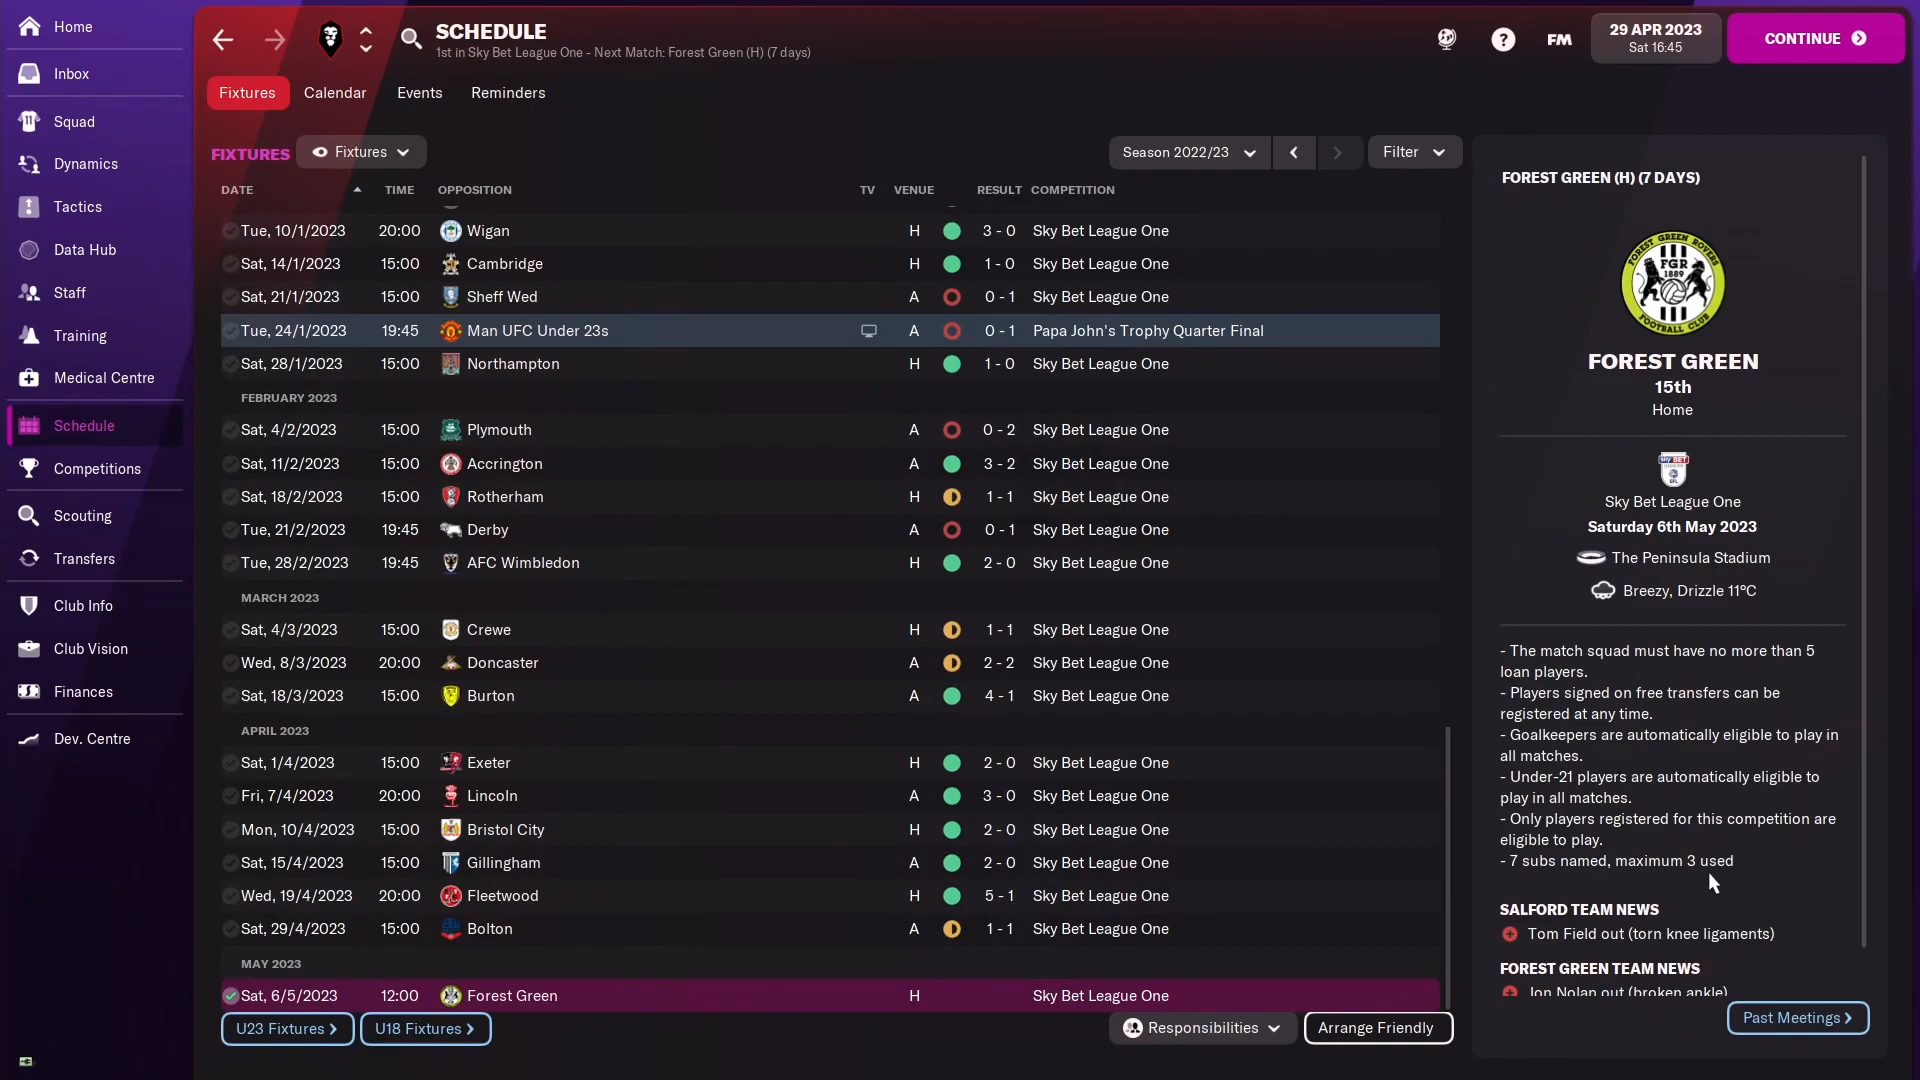 Home
Inbox
Squad
Dynamics
Tactics
Data Hub
Staff
Training
Medical Centre
Schedule
Competitions
Scouting
Transfers
Club Info
Club Vision
Finances
Dev. Centre
SCHEDULE
1st in Sky Bet League One - Next Match: Forest Green (H) (7 days)
FM
29 APR 2023
Sat 16:45
CONTINUE
Fixtures Calendar Events Reminders
FIXTURES Fixtures Season 2022/23 Filter
DATE TIME OPPOSITION TV VENUE RESULT COMPETITION
Tue, 10/1/2023 20:00 Wigan H 3 - 0 Sky Bet League One
Sat, 14/1/2023 15:00 Cambridge H 1 - 0 Sky Bet League One
Sat, 21/1/2023 15:00 Sheff Wed A 0 - 1 Sky Bet League One
Tue, 24/1/2023 19:45 Man UFC Under 23s A 0 - 1 Papa John's Trophy Quarter Final
Sat, 28/1/2023 15:00 Northampton H 1 - 0 Sky Bet League One
FEBRUARY 2023
Sat, 4/2/2023 15:00 Plymouth A 0 - 2 Sky Bet League One
Sat, 11/2/2023 15:00 Accrington A 3 - 2 Sky Bet League One
Sat, 18/2/2023 15:00 Rotherham H 1 - 1 Sky Bet League One
Tue, 21/2/2023 19:45 Derby A 0 - 1 Sky Bet League One
Tue, 28/2/2023 19:45 AFC Wimbledon H 2 - 0 Sky Bet League One
MARCH 2023
Sat, 4/3/2023 15:00 Crewe H 1 - 1 Sky Bet League One
Wed, 8/3/2023 20:00 Doncaster A 2 - 2 Sky Bet League One
Sat, 18/3/2023 15:00 Burton A 4 - 1 Sky Bet League One
APRIL 2023
Sat, 1/4/2023 15:00 Exeter H 2 - 0 Sky Bet League One
Fri, 7/4/2023 20:00 Lincoln A 3 - 0 Sky Bet League One
Mon, 10/4/2023 15:00 Bristol City H 2 - 0 Sky Bet League One
Sat, 15/4/2023 15:00 Gillingham A 2 - 0 Sky Bet League One
Wed, 19/4/2023 20:00 Fleetwood H 5 - 1 Sky Bet League One
Sat, 29/4/2023 15:00 Bolton A 1 - 1 Sky Bet League One
MAY 2023
Sat, 6/5/2023 12:00 Forest Green H Sky Bet League One
U23 Fixtures U18 Fixtures Responsibilities Arrange Friendly
FOREST GREEN (H) (7 DAYS)
FOREST GREEN ROVERS
FGR
1889
FOOTBALL CLUB
FOREST GREEN
15th
Home
SKY BET
EFL
Sky Bet League One
Saturday 6th May 2023
The Peninsula Stadium
Breezy, Drizzle 11°C
- The match squad must have no more than 5
loan players.
- Players signed on free transfers can be
registered at any time.
- Goalkeepers are automatically eligible to play in
all matches.
- Under-21 players are automatically eligible to
play in all matches.
- Only players registered for this competition are
eligible to play.
- 7 subs named, maximum 3 used
SALFORD TEAM NEWS
Tom Field out (torn knee ligaments)
FOREST GREEN TEAM NEWS
Jon Nolan out (broken ankle)
Past Meetings